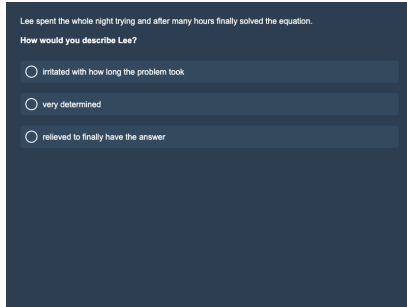 Lee spent the whole night trying and after many hours finally solved the equation.
How would you describe Lee?
irritated with how long the problem took
very determined
relieved to finally have the answer